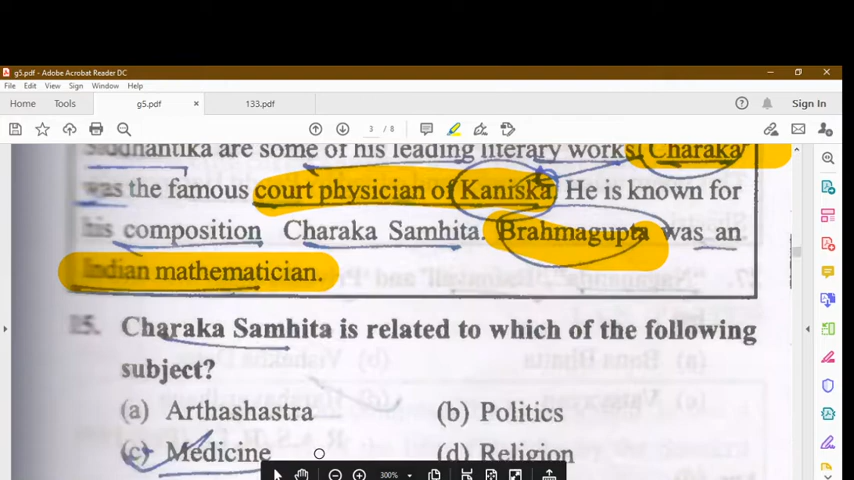 g5.pdf - Adobe Acrobat Reader DC
File Edit View Sign Window Help
Home Tools g5.pdf × 133.pdf Sign In
3 / 8
Siddhantika are some of his leading literary works. Charaka
was the famous court physician of Kaniska. He is known for
his composition Charaka Samhita. Brahmagupta was an
Indian mathematician.
15. Charaka Samhita is related to which of the following
subject?
(a) Arthashastra (b) Politics
(c) Medicine (d) Religion
300%